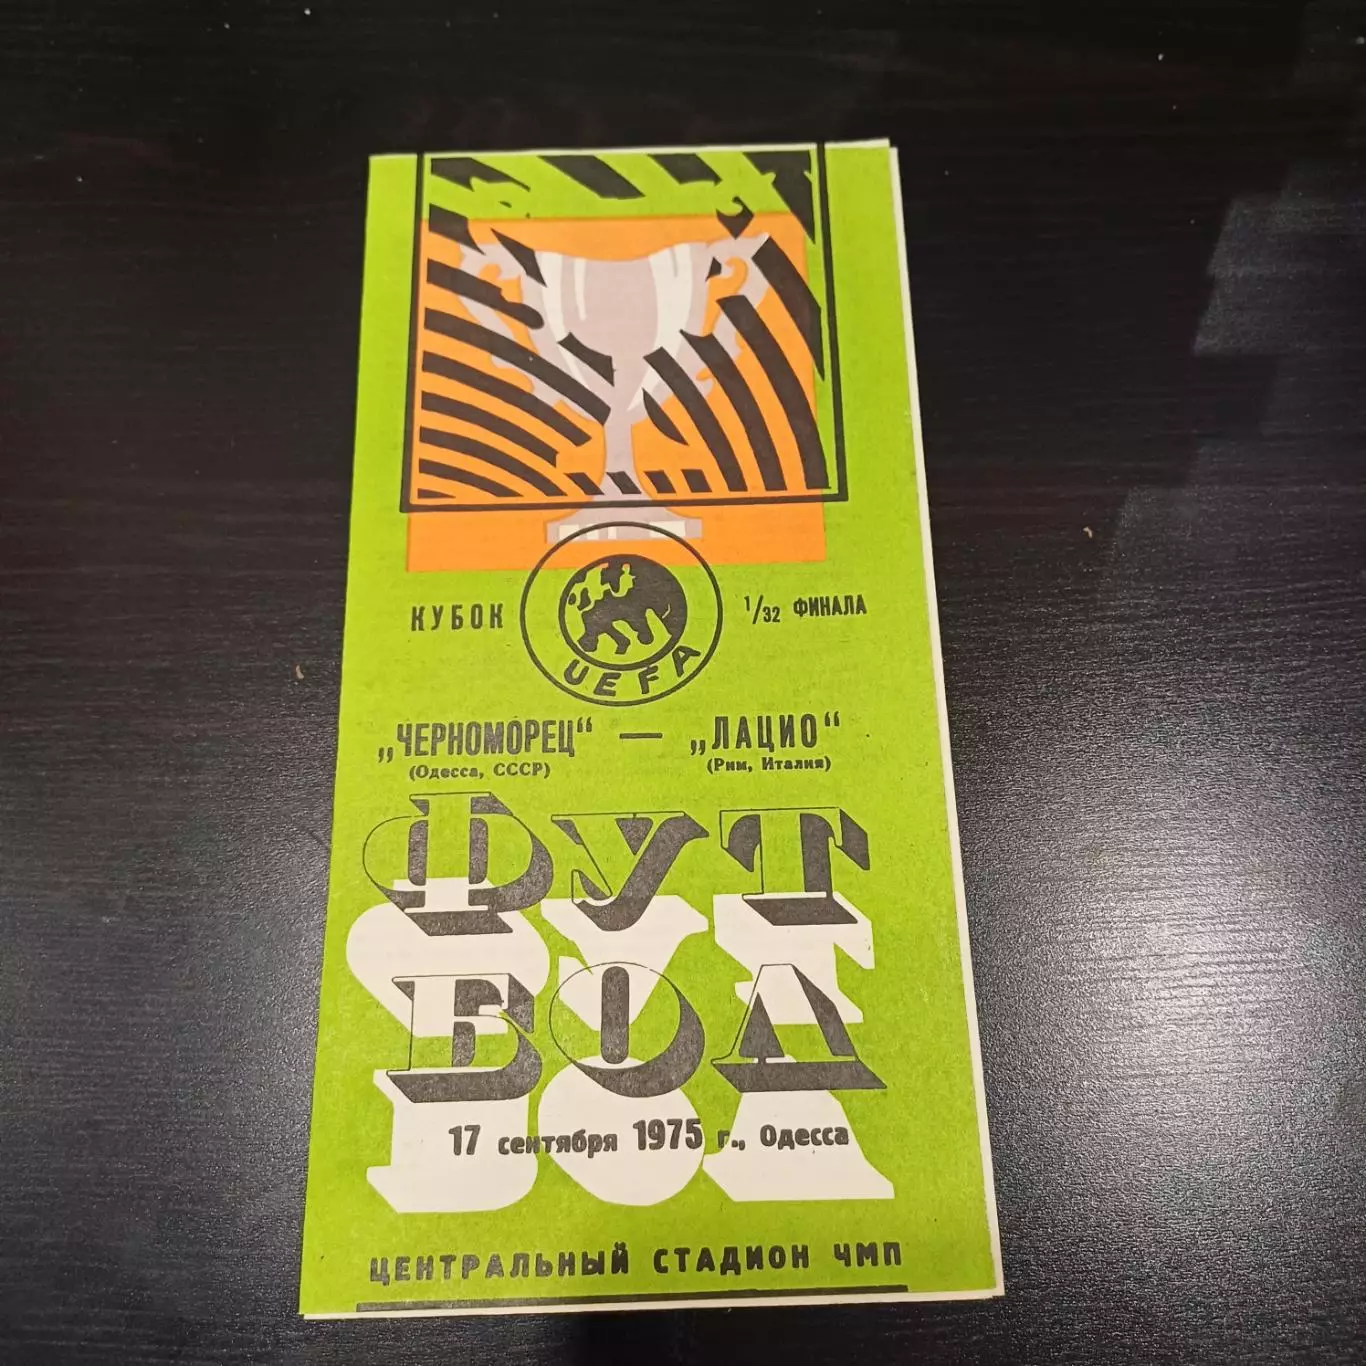 КУБОК UEFA 1/32 ФИНАЛА
„ЧЕРНОМОРЕЦ“ — „ЛАЦИО“
(Одесса, СССР) (Рим, Италия)
ФУТ
БОЛ
17 сентября 1975 г., Одесса
ЦЕНТРАЛЬНЫЙ СТАДИОН ЧМП